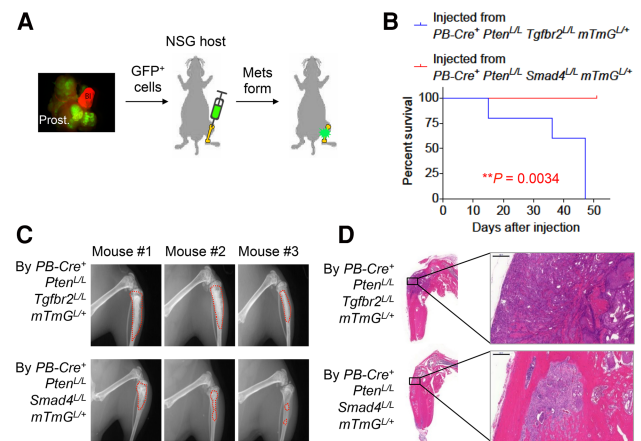 A
NSG host
GFP+
cells
Mets
form
Prost.
Bl
B
Injected from
PB-Cre+ PtenL/L Tgfbr2L/L mTmGL/+
Injected from
PB-Cre+ PtenL/L Smad4L/L mTmGL/+
Percent survival
100
75
50
25
0
**P = 0.0034
0 10 20 30 40 50
Days after injection
C
Mouse #1 Mouse #2 Mouse #3
By PB-Cre+
PtenL/L
Tgfbr2L/L
mTmGL/+
By PB-Cre+
PtenL/L
Smad4L/L
mTmGL/+
D
By PB-Cre+
PtenL/L
Tgfbr2L/L
mTmGL/+
By PB-Cre+
PtenL/L
Smad4L/L
mTmGL/+